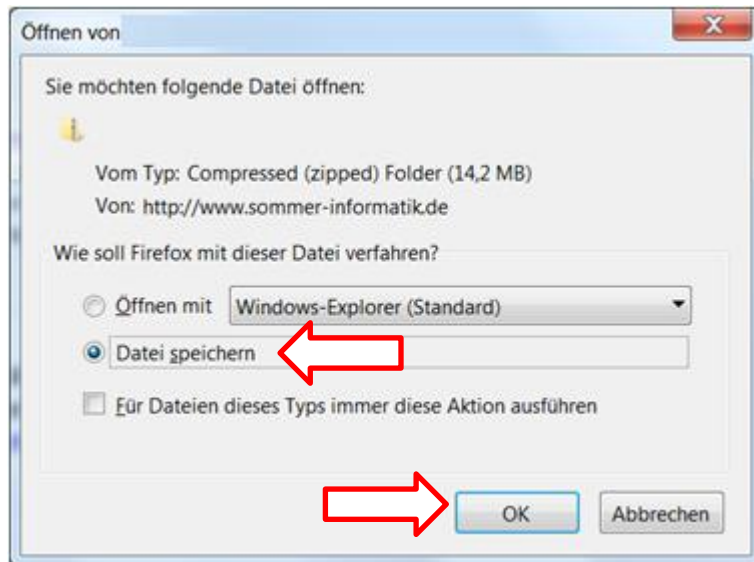 Öffnen von
Sie möchten folgende Datei öffnen:
Vom Typ: Compressed (zipped) Folder (14,2 MB)
Von: http://www.sommer-informatik.de
Wie soll Firefox mit dieser Datei verfahren?
Öffnen mit Windows-Explorer (Standard)
Datei speichern
Für Dateien dieses Typs immer diese Aktion ausführen
OK Abbrechen